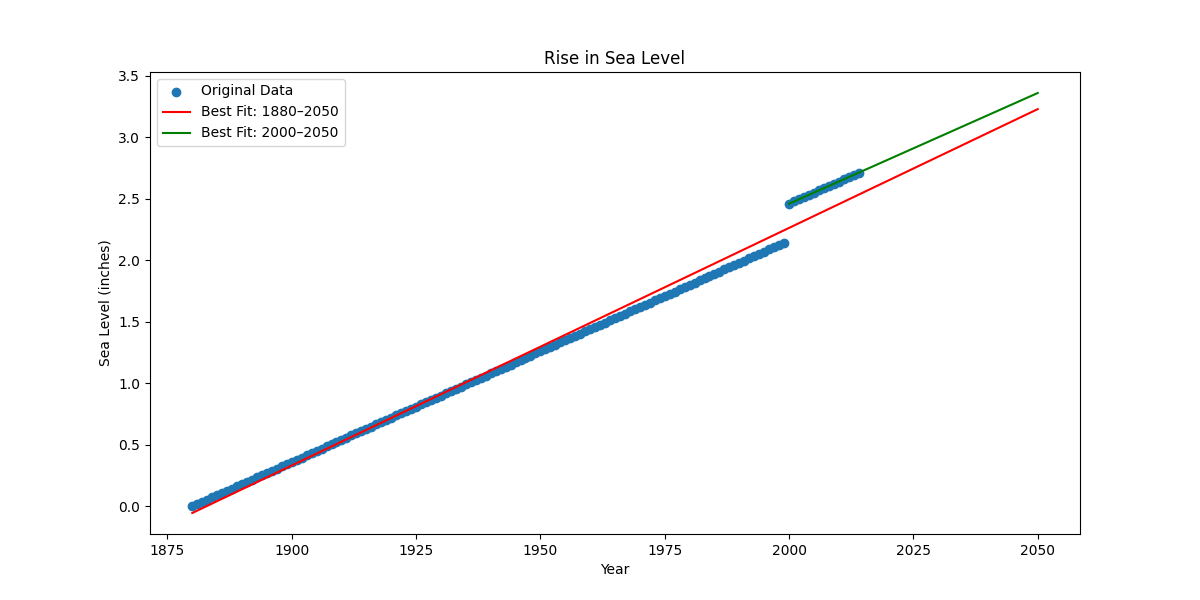 Rise in Sea Level
Original Data
Best Fit: 1880–2050
Best Fit: 2000–2050
Sea Level (inches)
3.5
3.0
2.5
2.0
1.5
1.0
0.5
0.0
1875 1900 1925 1950 1975 2000 2025 2050
Year